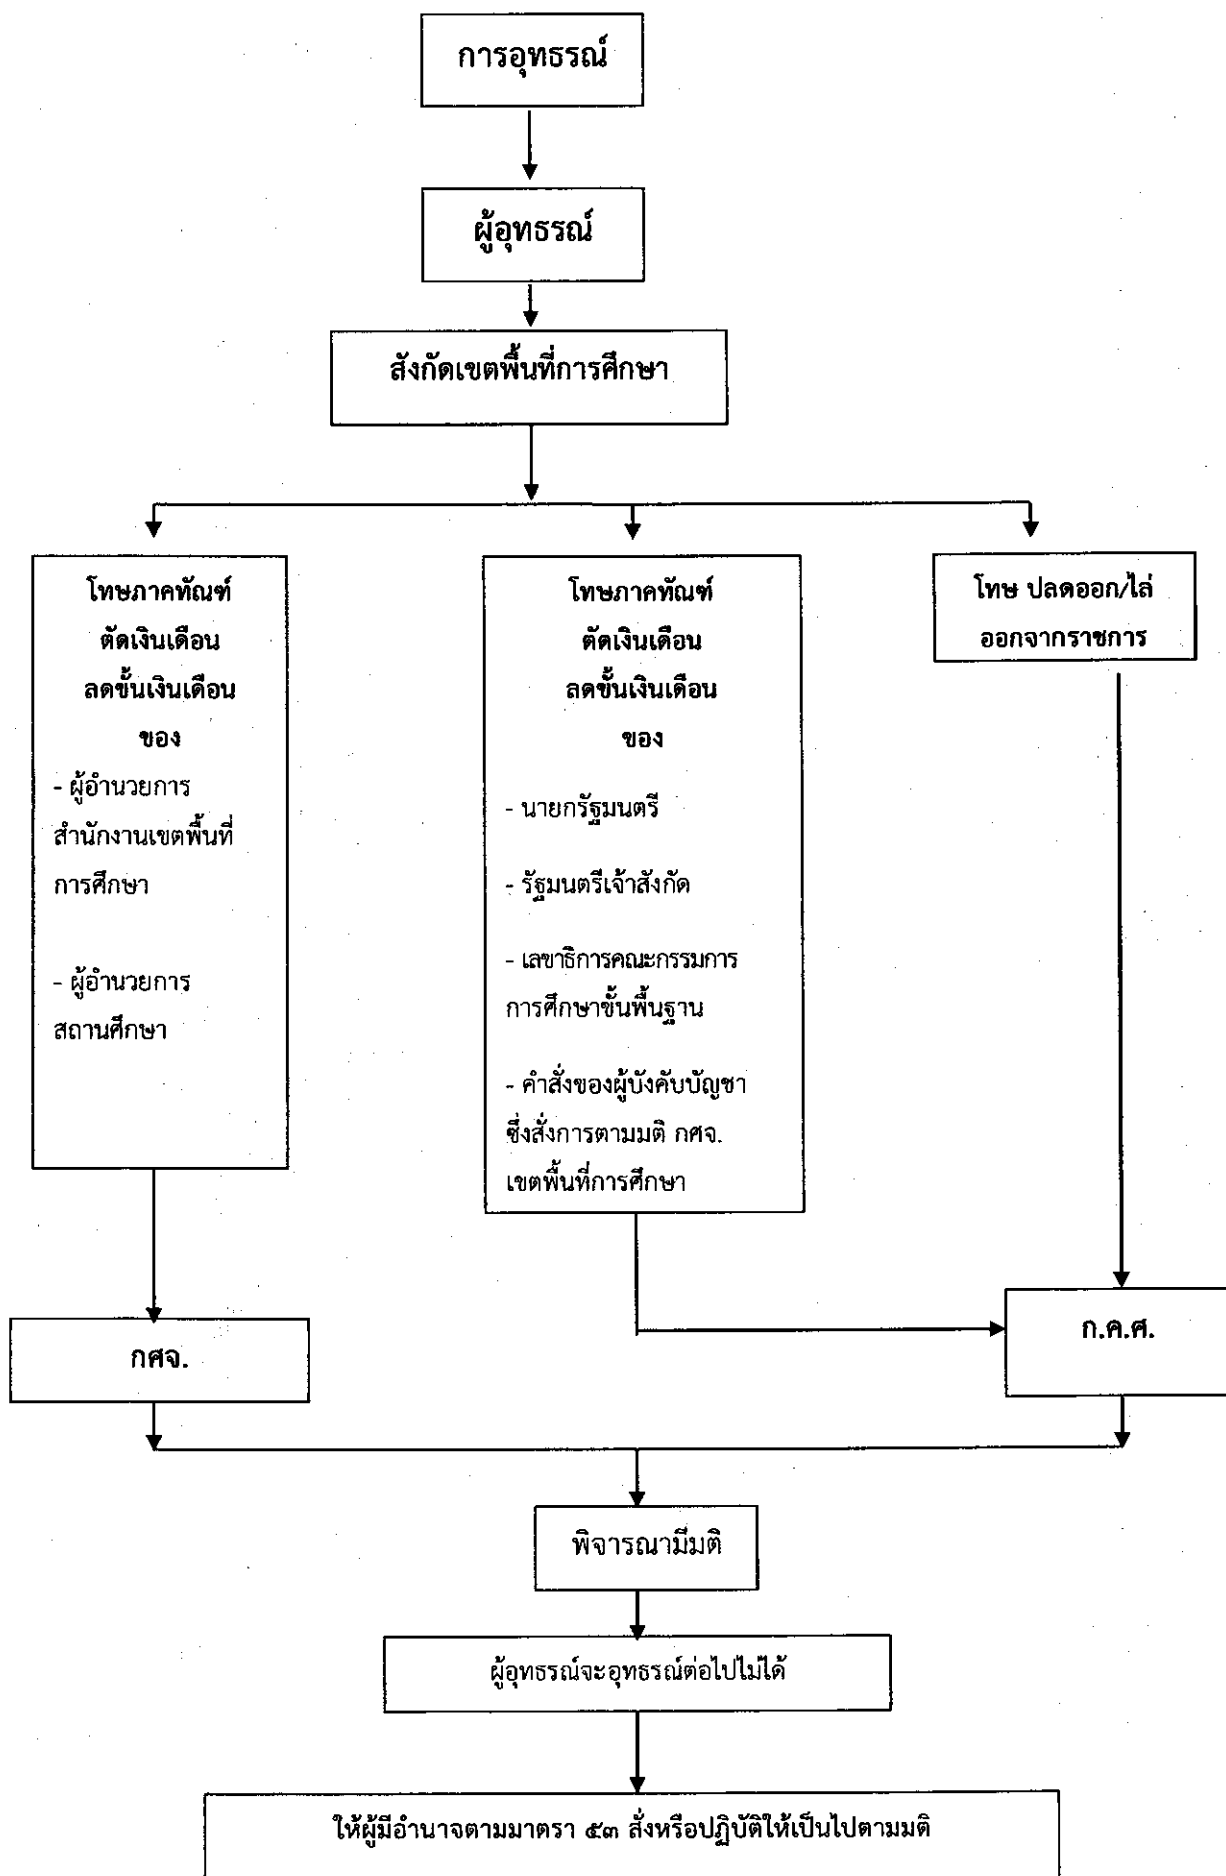 การอุทธรณ์
ผู้อุทธรณ์
สังกัดเขตพื้นที่การศึกษา
โทษภาคทัณฑ์
ตัดเงินเดือน
ลดขั้นเงินเดือน
ของ
- ผู้อำนวยการ
สำนักงานเขตพื้นที่
การศึกษา
- ผู้อำนวยการ
สถานศึกษา
โทษภาคทัณฑ์
ตัดเงินเดือน
ลดขั้นเงินเดือน
ของ
- นายกรัฐมนตรี
- รัฐมนตรีเจ้าสังกัด
- เลขาธิการคณะกรรมการ
การศึกษาขั้นพื้นฐาน
- คำสั่งของผู้บังคับบัญชา
ซึ่งสั่งการตามมติ กศจ.
เขตพื้นที่การศึกษา
โทษ ปลดออก/ไล่
ออกจากราชการ
กศจ.
ก.ค.ศ.
พิจารณามีมติ
ผู้อุทธรณ์จะอุทธรณ์ต่อไปไม่ได้
ให้ผู้มีอำนาจตามมาตรา ๕๓ สั่งหรือปฏิบัติให้เป็นไปตามมติ